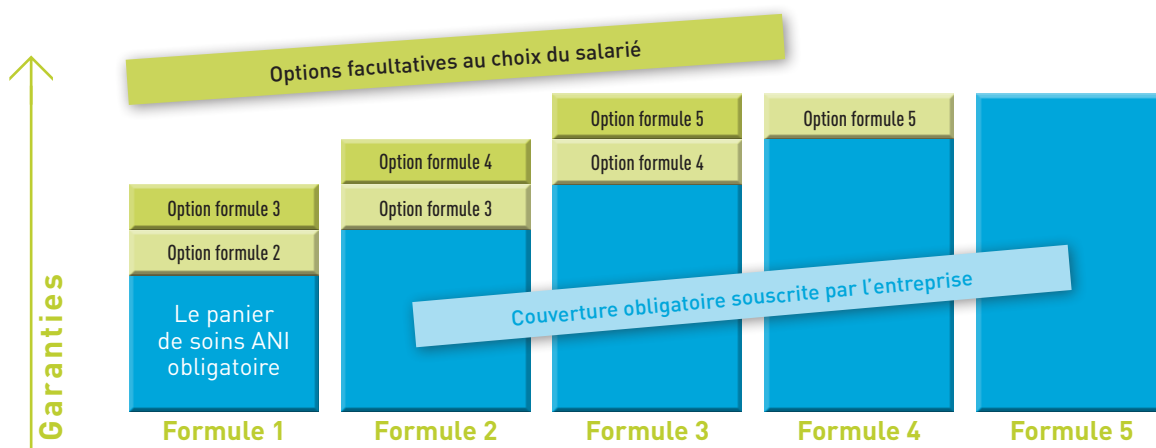 Options facultatives au choix du salarié
Option formule 3
Option formule 2
Le panier
de soins ANI
obligatoire
Option formule 4
Option formule 3
Option formule 5
Option formule 4
Option formule 5
Couverture obligatoire souscrite par l'entreprise
Garanties
Formule 1
Formule 2
Formule 3
Formule 4
Formule 5